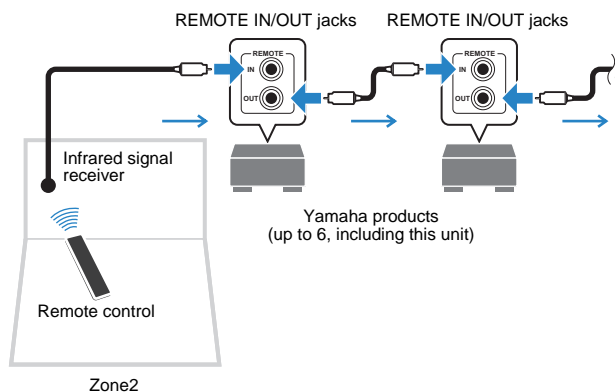 REMOTE IN/OUT jacks
REMOTE IN/OUT jacks
REMOTE
IN
OUT
REMOTE
IN
OUT
Infrared signal
receiver
Yamaha products
(up to 6, including this unit)
Remote control
Zone2